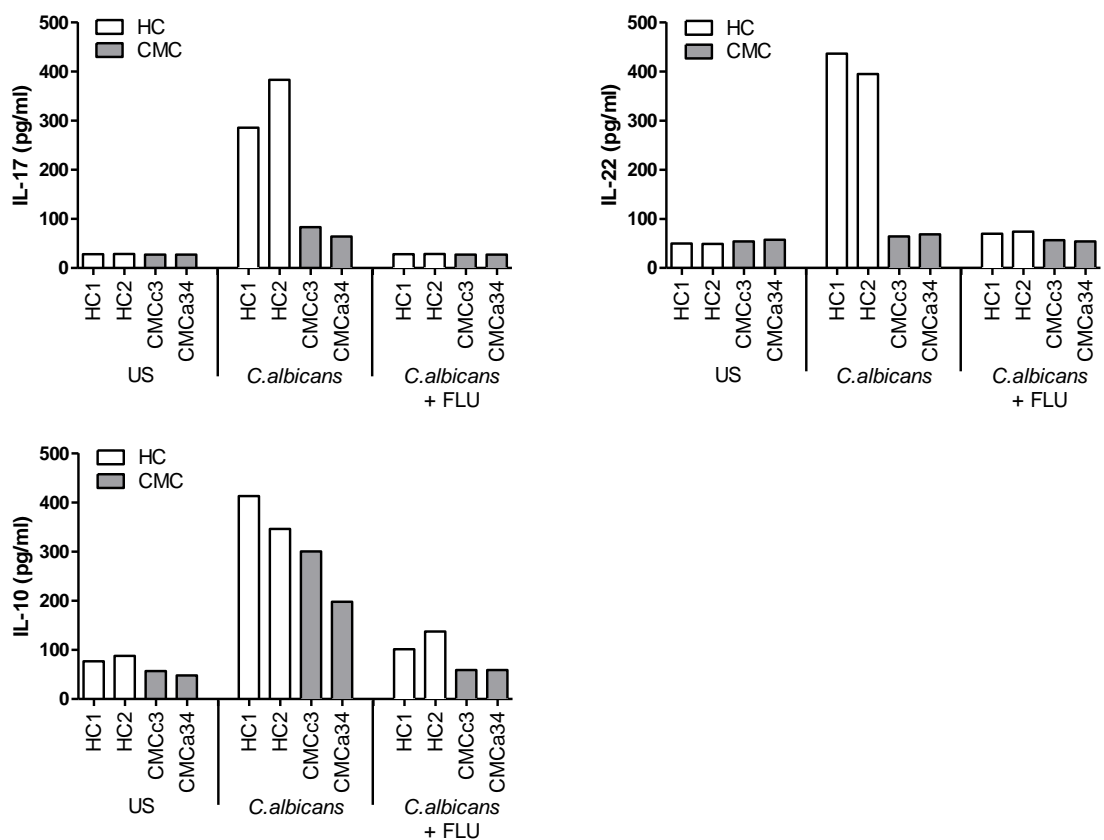 IL-17 (pg/ml)
500
400
300
200
100
0
HC
CMC
HC1
HC2
CMCc3
CMCa34
HC1
HC2
CMCc3
CMCa34
HC1
HC2
CMCc3
CMCa34
US
C.albicans
C.albicans
+ FLU
IL-22 (pg/ml)
500
400
300
200
100
0
HC
CMC
HC1
HC2
CMCc3
CMCa34
HC1
HC2
CMCc3
CMCa34
HC1
HC2
CMCc3
CMCa34
US
C.albicans
C.albicans
+ FLU
IL-10 (pg/ml)
500
400
300
200
100
0
HC
CMC
HC1
HC2
CMCc3
CMCa34
HC1
HC2
CMCc3
CMCa34
HC1
HC2
CMCc3
CMCa34
US
C.albicans
C.albicans
+ FLU